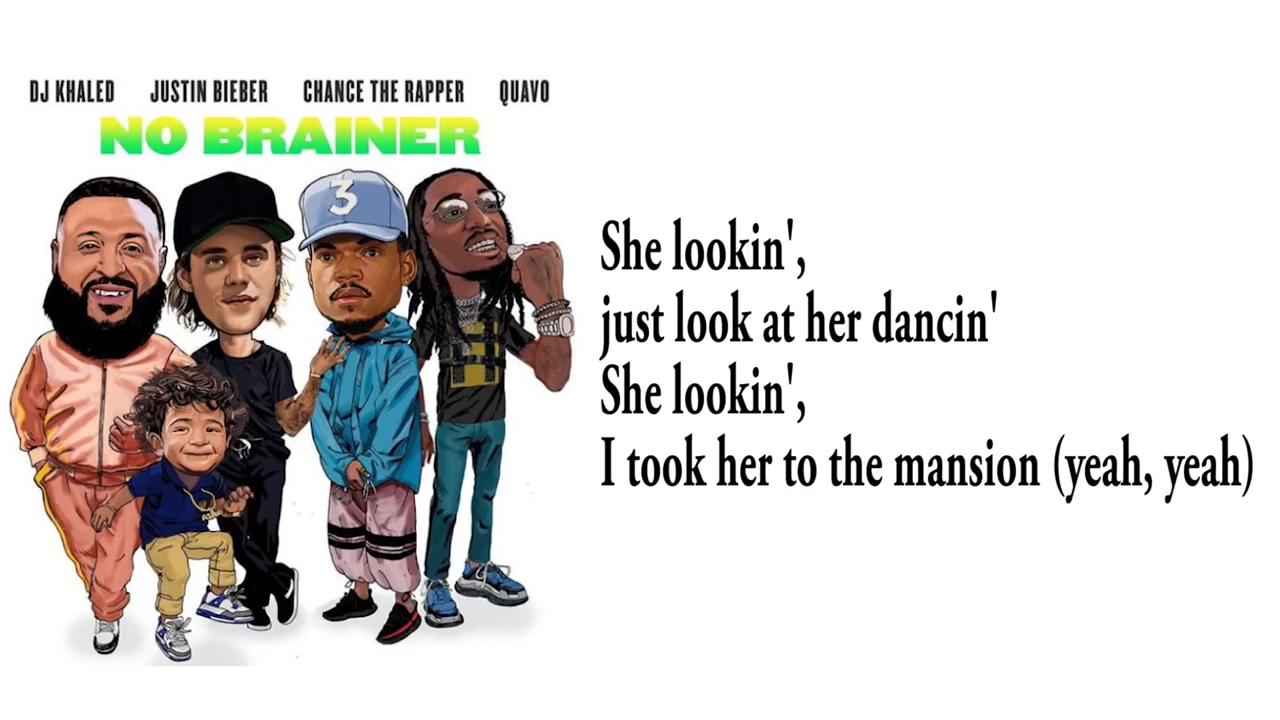 DJ KHALED JUSTIN BIEBER CHANCE THE RAPPER QUAVO
NO BRAINER
3
She lookin',
just look at her dancin'
She lookin',
I took her to the mansion (yeah, yeah)